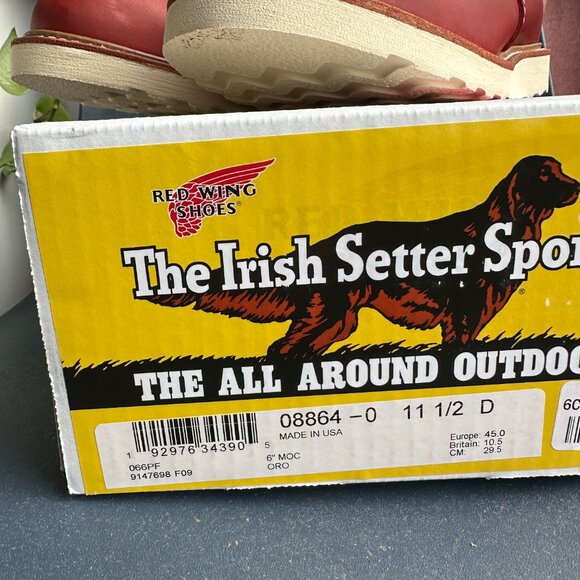 RED WING
SHOES®
The Irish Setter Spor
®
THE ALL AROUND OUTDOO
08864-0 11 1/2 D
MADE IN USA
1 92976 34390 5
6" MOC
ORO
066PF
9147698 F09
Europe: 45.0
Britain: 10.5
CM: 29.5
6C